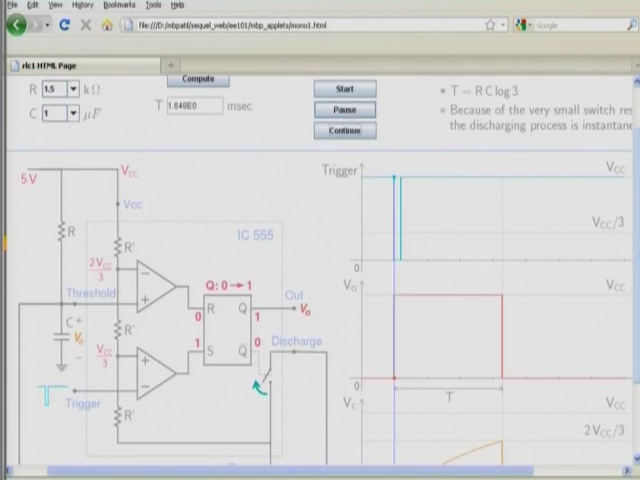 File Edit View History Bookmarks Tools Help
file:///D:/mbpatil/sequel_web/ee101/mbp_applets/mono1.html
Google
rlc1 HTML Page
R 1.5 kΩ
C 1 μF
Compute
T 1.648E0 msec
Start
Pause
Continue
• T = R C log 3
• Because of the very small switch res
the discharging process is instantane
5 V
Vcc
Vcc
R
R'
IC 555
2Vcc/3
Threshold
Q: 0→1
R Q
0 1
Out
Vo
C +
Vc
−
R'
Vcc/3
1 S Q̄ 0
Discharge
Trigger
R'
− +
+ −
Trigger
Vcc
Vcc/3
0
Vo
Vcc
0
T
Vc
Vcc
2 Vcc/3